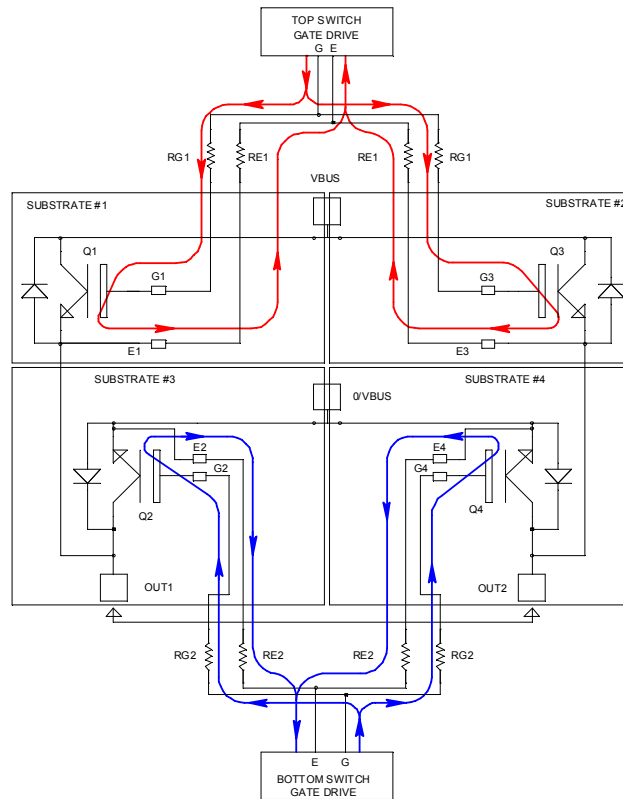 TOP SWITCH
GATE DRIVE
G E
RG1 RE1 RE1 RG1
VBUS
SUBSTRATE #1 SUBSTRATE #2
Q1 Q3
G1 G3
E1 E3
SUBSTRATE #3 SUBSTRATE #4
0/VBUS
E2 E4
G2 G4
Q2 Q4
OUT1 OUT2
RG2 RE2 RE2 RG2
E G
BOTTOM SWITCH
GATE DRIVE